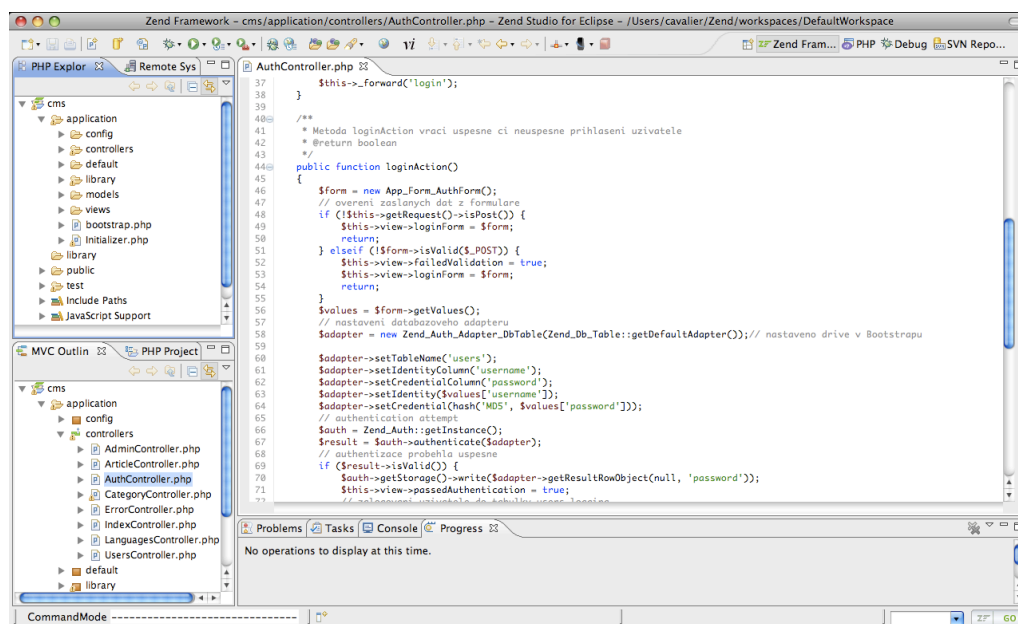 Zend Framework – cms/application/controllers/AuthController.php – Zend Studio for Eclipse – /Users/cavalier/Zend/workspaces/DefaultWorkspace
Zend Fram... PHP Debug SVN Repo...
PHP Explor Remote Sys
cms
application
config
controllers
default
library
models
views
bootstrap.php
Initializer.php
library
public
test
Include Paths
JavaScript Support
MVC Outlin PHP Project
cms
application
config
controllers
AdminController.php
ArticleController.php
AuthController.php
CategoryController.php
ErrorController.php
IndexController.php
LanguagesController.php
UsersController.php
default
library
AuthController.php
37 $this->_forward('login');
38 }
39
40 /**
41 * Metoda loginAction vraci uspesne ci neuspesne prihlaseni uzivatele
42 * @return boolean
43 */
44 public function loginAction()
45 {
46 $form = new App_Form_AuthForm();
47 // overeni zaslanych dat z formulare
48 if (!$this->getRequest()->isPost()) {
49 $this->view->loginForm = $form;
50 return;
51 } elseif (!$form->isValid($_POST)) {
52 $this->view->failedValidation = true;
53 $this->view->loginForm = $form;
54 return;
55 }
56 $values = $form->getValues();
57 // nastaveni databazoveho adapteru
58 $adapter = new Zend_Auth_Adapter_DbTable(Zend_Db_Table::getDefaultAdapter());// nastaveno drive v Bootstrapu
59
60 $adapter->setTableName('users');
61 $adapter->setIdentityColumn('username');
62 $adapter->setCredentialColumn('password');
63 $adapter->setIdentity($values['username']);
64 $adapter->setCredential(hash('MD5', $values['password']));
65 // authentication attempt
66 $auth = Zend_Auth::getInstance();
67 $result = $auth->authenticate($adapter);
68 // authentizace probehla uspesne
69 if ($result->isValid()) {
70 $auth->getStorage()->write($adapter->getResultRowObject(null, 'password'));
71 $this->view->passedAuthentication = true;
Problems Tasks Console Progress
No operations to display at this time.
CommandMode ----------------------------
GO